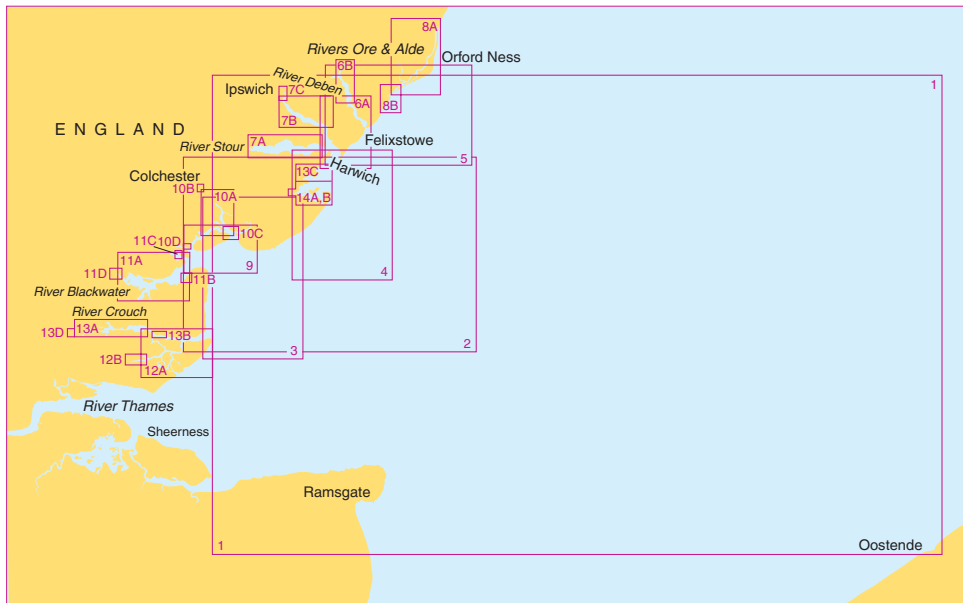 8A
Rivers Ore & Alde
Orford Ness
6B
River Deben
1
Ipswich
7C
6A
8B
7B
ENGLAND
7A
Felixstowe
River Stour
5
Harwich
13C
Colchester
10B
10A
14A,B
10C
11C
10D
11A
9
4
11D
11B
River Blackwater
River Crouch
13A
13D
13B
3
2
12B
12A
River Thames
Sheerness
Ramsgate
1
Oostende